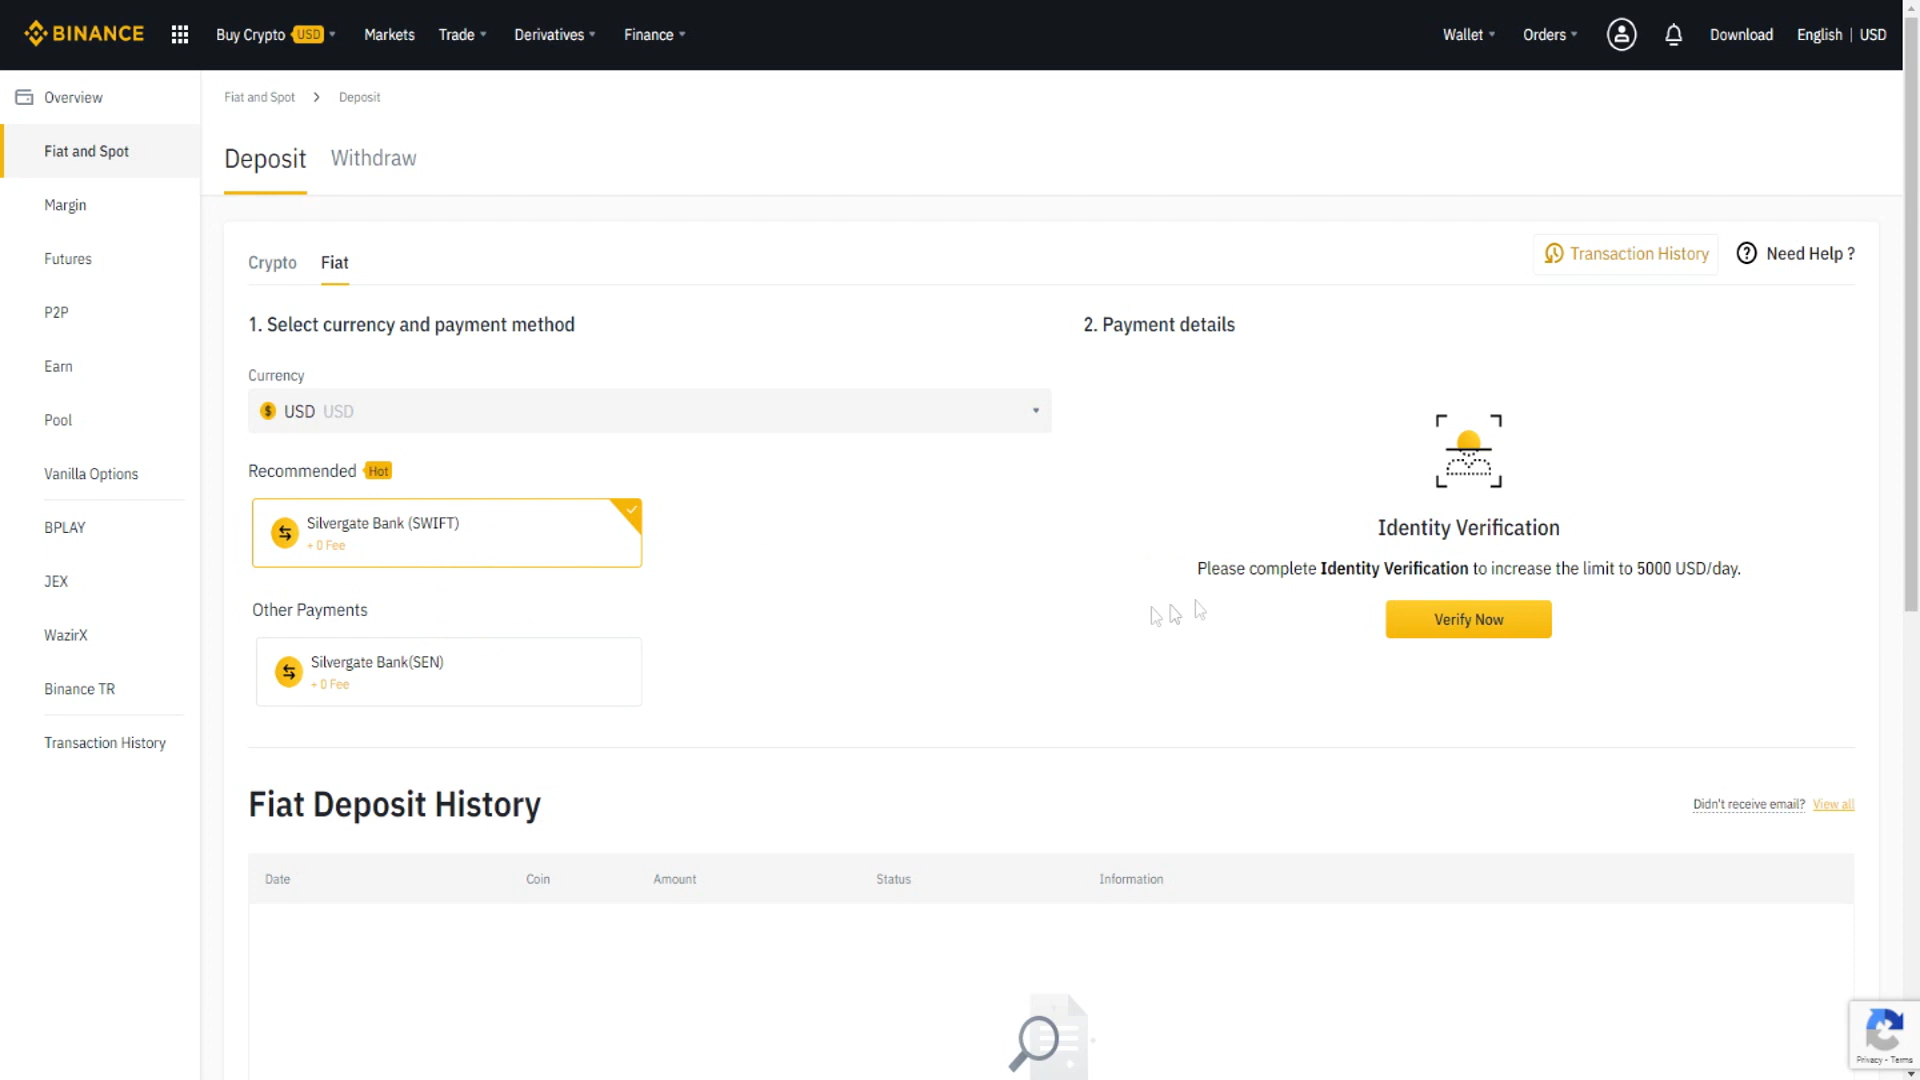 BINANCE
Buy Crypto USD
Markets
Trade
Derivatives
Finance
Wallet
Orders
Download
English | USD
Overview
Fiat and Spot
Margin
Futures
P2P
Earn
Pool
Vanilla Options
BPLAY
JEX
WazirX
Binance TR
Transaction History
Fiat and Spot > Deposit
Deposit Withdraw
Crypto Fiat
Transaction History
Need Help ?
1. Select currency and payment method
Currency
$ USD USD
Recommended Hot
Silvergate Bank (SWIFT)
+ 0 Fee
Other Payments
Silvergate Bank(SEN)
+ 0 Fee
2. Payment details
Identity Verification
Please complete Identity Verification to increase the limit to 5000 USD/day.
Verify Now
Fiat Deposit History
Didn't receive email? View all
Date Coin Amount Status Information
Privacy - Terms